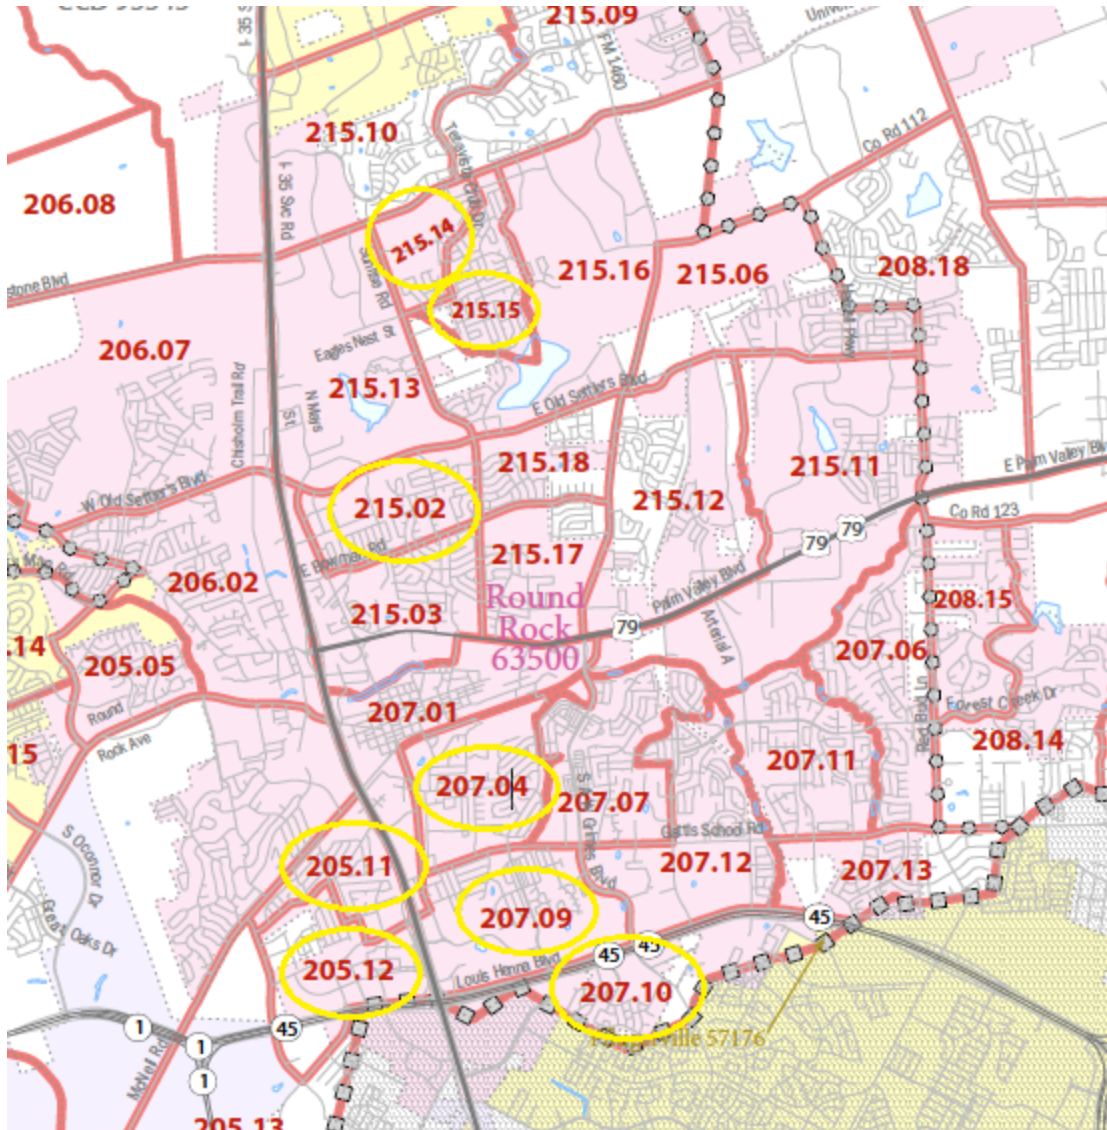 215.09
I 35 S
FM 1460
215.10
Teravista Club Dr
Co Rd 112
206.08
I 35 Svc Rd
215.14
Sunrise Rd
215.16
215.06
208.18
stone Blvd
215.15
Eagles Nest St
206.07
215.13
Chisholm Trail Rd
N Mays
St
E Old Settlers Blvd
215.18
215.11
E Palm Valley Blv
W Old Settlers Blvd
215.02
215.12
Co Rd 123
79
79
E Bowman Rd
215.17
206.02
Palm Valley Blvd
Round
Rock
63500
208.15
215.03
79
Arterial A
.14
205.05
207.06
207.01
Round
Rock Ave
Red Bud Ln
Forest Creek Dr
208.14
15
207.11
207.04
207.07
Gattis School Rd
S Oconnor Dr
205.11
207.12
207.13
Great Oaks Dr
207.09
45
45
45
205.12
Louis Henna Blvd
207.10
1
45
1
ville 57176
McNeil Rd
1
205.13